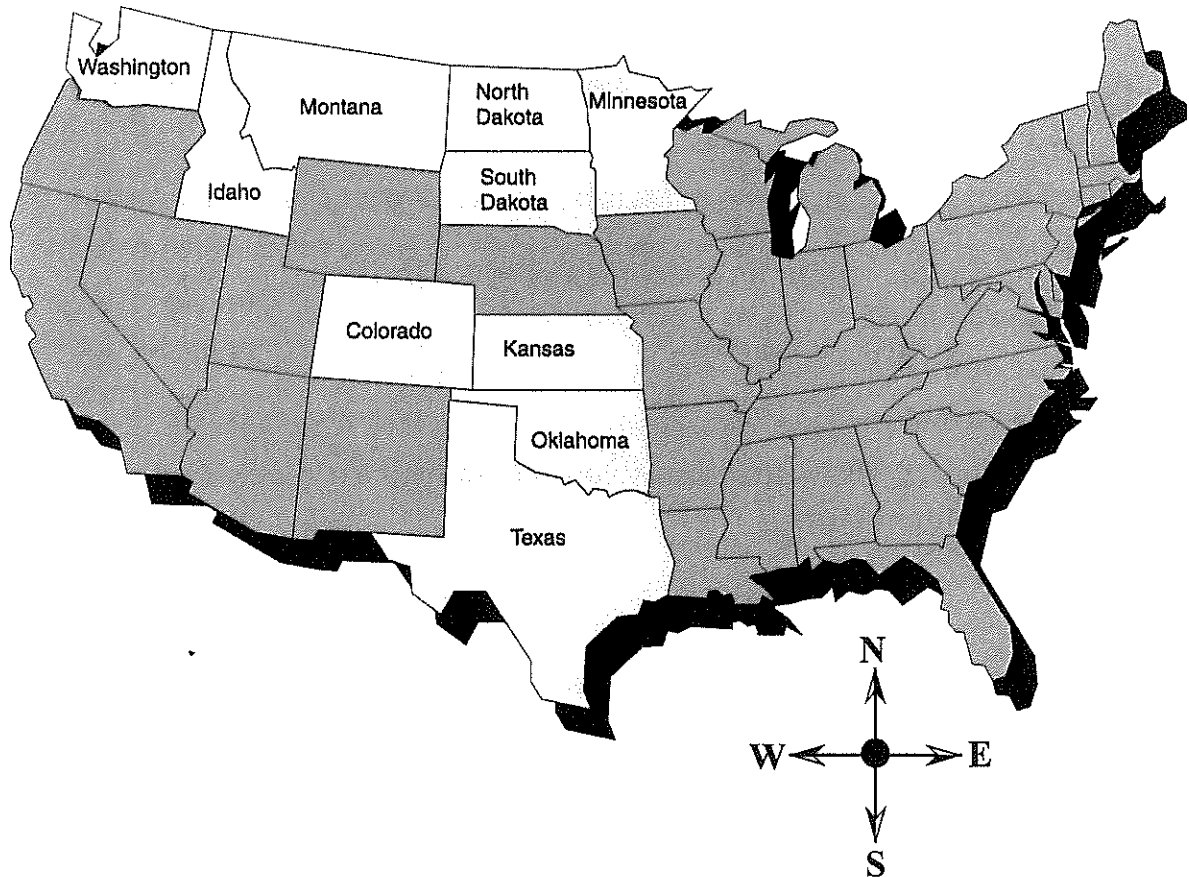 Washington
Montana
North
Dakota
Minnesota
Idaho
South
Dakota
Colorado
Kansas
Oklahoma
Texas
N
W E
S